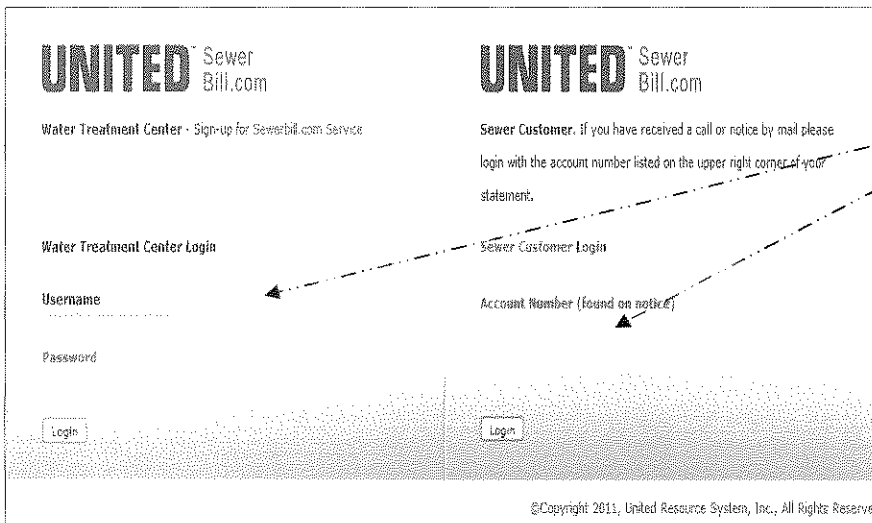 UNITED™ Sewer
Bill.com
Water Treatment Center - Sign-up for Sewerbill.com Service
Water Treatment Center Login
Username
Password
Login
UNITED™ Sewer
Bill.com
Sewer Customer. If you have received a call or notice by mail please
login with the account number listed on the upper right corner of your
statement.
Sewer Customer Login
Account Number (found on notice)
Login
©Copyright 2011, United Resource System, Inc., All Rights Reserve